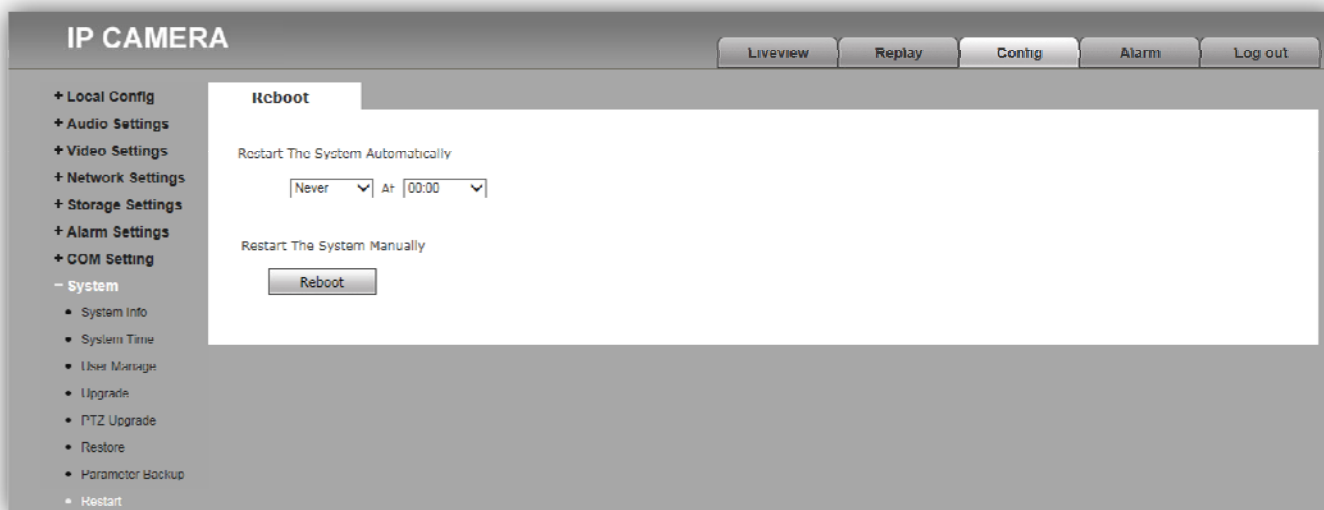 IP CAMERA
Liveview Replay Config Alarm Log out
+ Local Config
+ Audio Settings
+ Video Settings
+ Network Settings
+ Storage Settings
+ Alarm Settings
+ COM Setting
− System
• System Info
• System Time
• User Manage
• Upgrade
• PTZ Upgrade
• Restore
• Parameter Backup
• Restart
Reboot
Restart The System Automatically
Never At 00:00
Restart The System Manually
Reboot